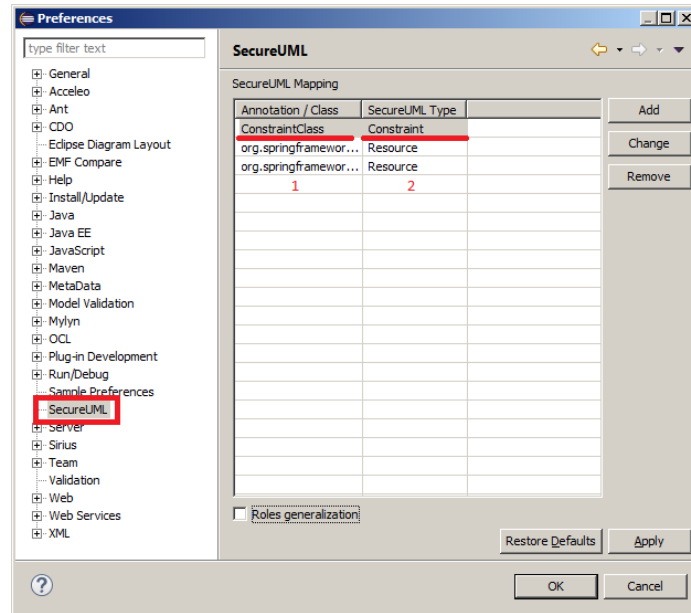 Preferences
type filter text
General
Acceleo
Ant
CDO
Eclipse Diagram Layout
EMF Compare
Help
Install/Update
Java
Java EE
JavaScript
Maven
MetaData
Model Validation
Mylyn
OCL
Plug-in Development
Run/Debug
Sample Preferences
SecureUML
Server
Sirius
Team
Validation
Web
Web Services
XML
SecureUML
SecureUML Mapping
Annotation / Class SecureUML Type
ConstraintClass Constraint
org.springframewor... Resource
org.springframewor... Resource
1 2
Add
Change
Remove
Roles generalization
Restore Defaults Apply
? OK Cancel